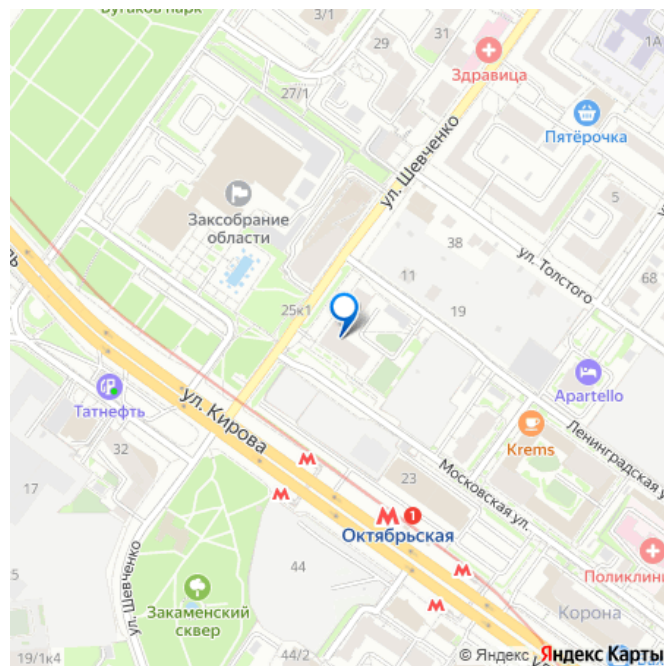 Бугаков парк
3/1
29
31
Здравица
1А
27/1
ул. Шевченко
Пятёрочка
Заксобрание
области
5
38
ул. Толстого
11
68
25к1
19
Татнефть
ул. Кирова
Apartello
Krems
Ленинградская
32
23
Московская ул.
17
М
М
М 1
Октябрьская
М
М
44
Поликлини
ул. Шевченко
Закаменский
сквер
Корона
19/1к4
44/2
© Яндекс Яндекс Карты